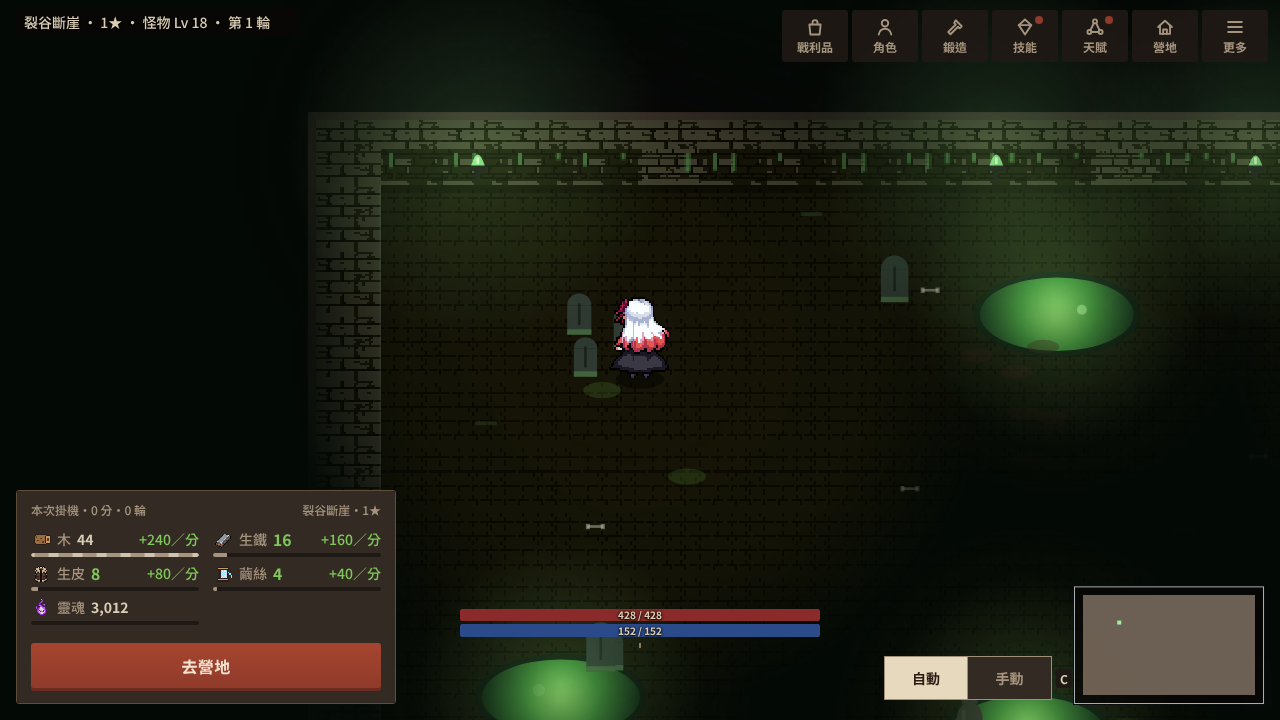 裂谷斷崖 · 1★ · 怪物 Lv 18 · 第 1 輪
戰利品 角色 鍛造 技能 天賦 營地 更多
本次掛機·0 分·0 輪 裂谷斷崖·1★
木 44 +240／分 生鐵 16 +160／分
生皮 8 +80／分 繭絲 4 +40／分
靈魂 3,012
去營地
428 / 428
152 / 152
自動 手動 C